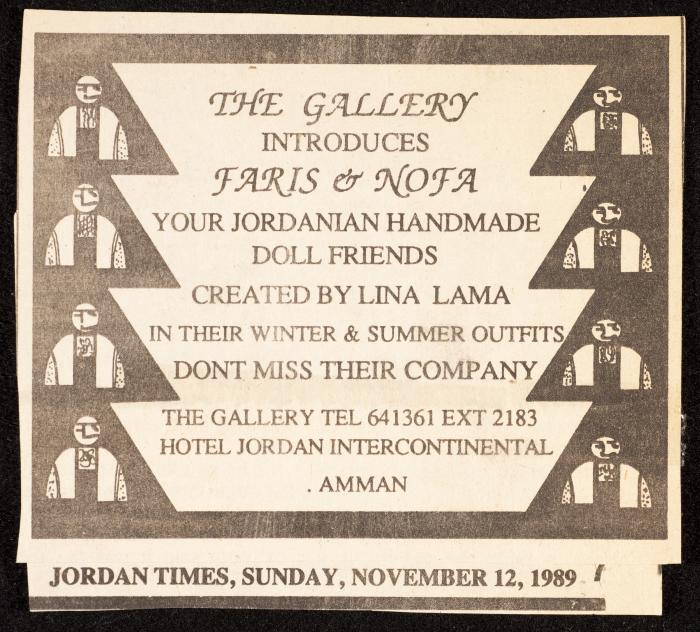 THE GALLERY
INTRODUCES
FARIS & NOFA
YOUR JORDANIAN HANDMADE
DOLL FRIENDS
CREATED BY LINA LAMA
IN THEIR WINTER & SUMMER OUTFITS
DONT MISS THEIR COMPANY
THE GALLERY TEL 641361 EXT 2183
HOTEL JORDAN INTERCONTINENTAL
. AMMAN
JORDAN TIMES, SUNDAY, NOVEMBER 12, 1989